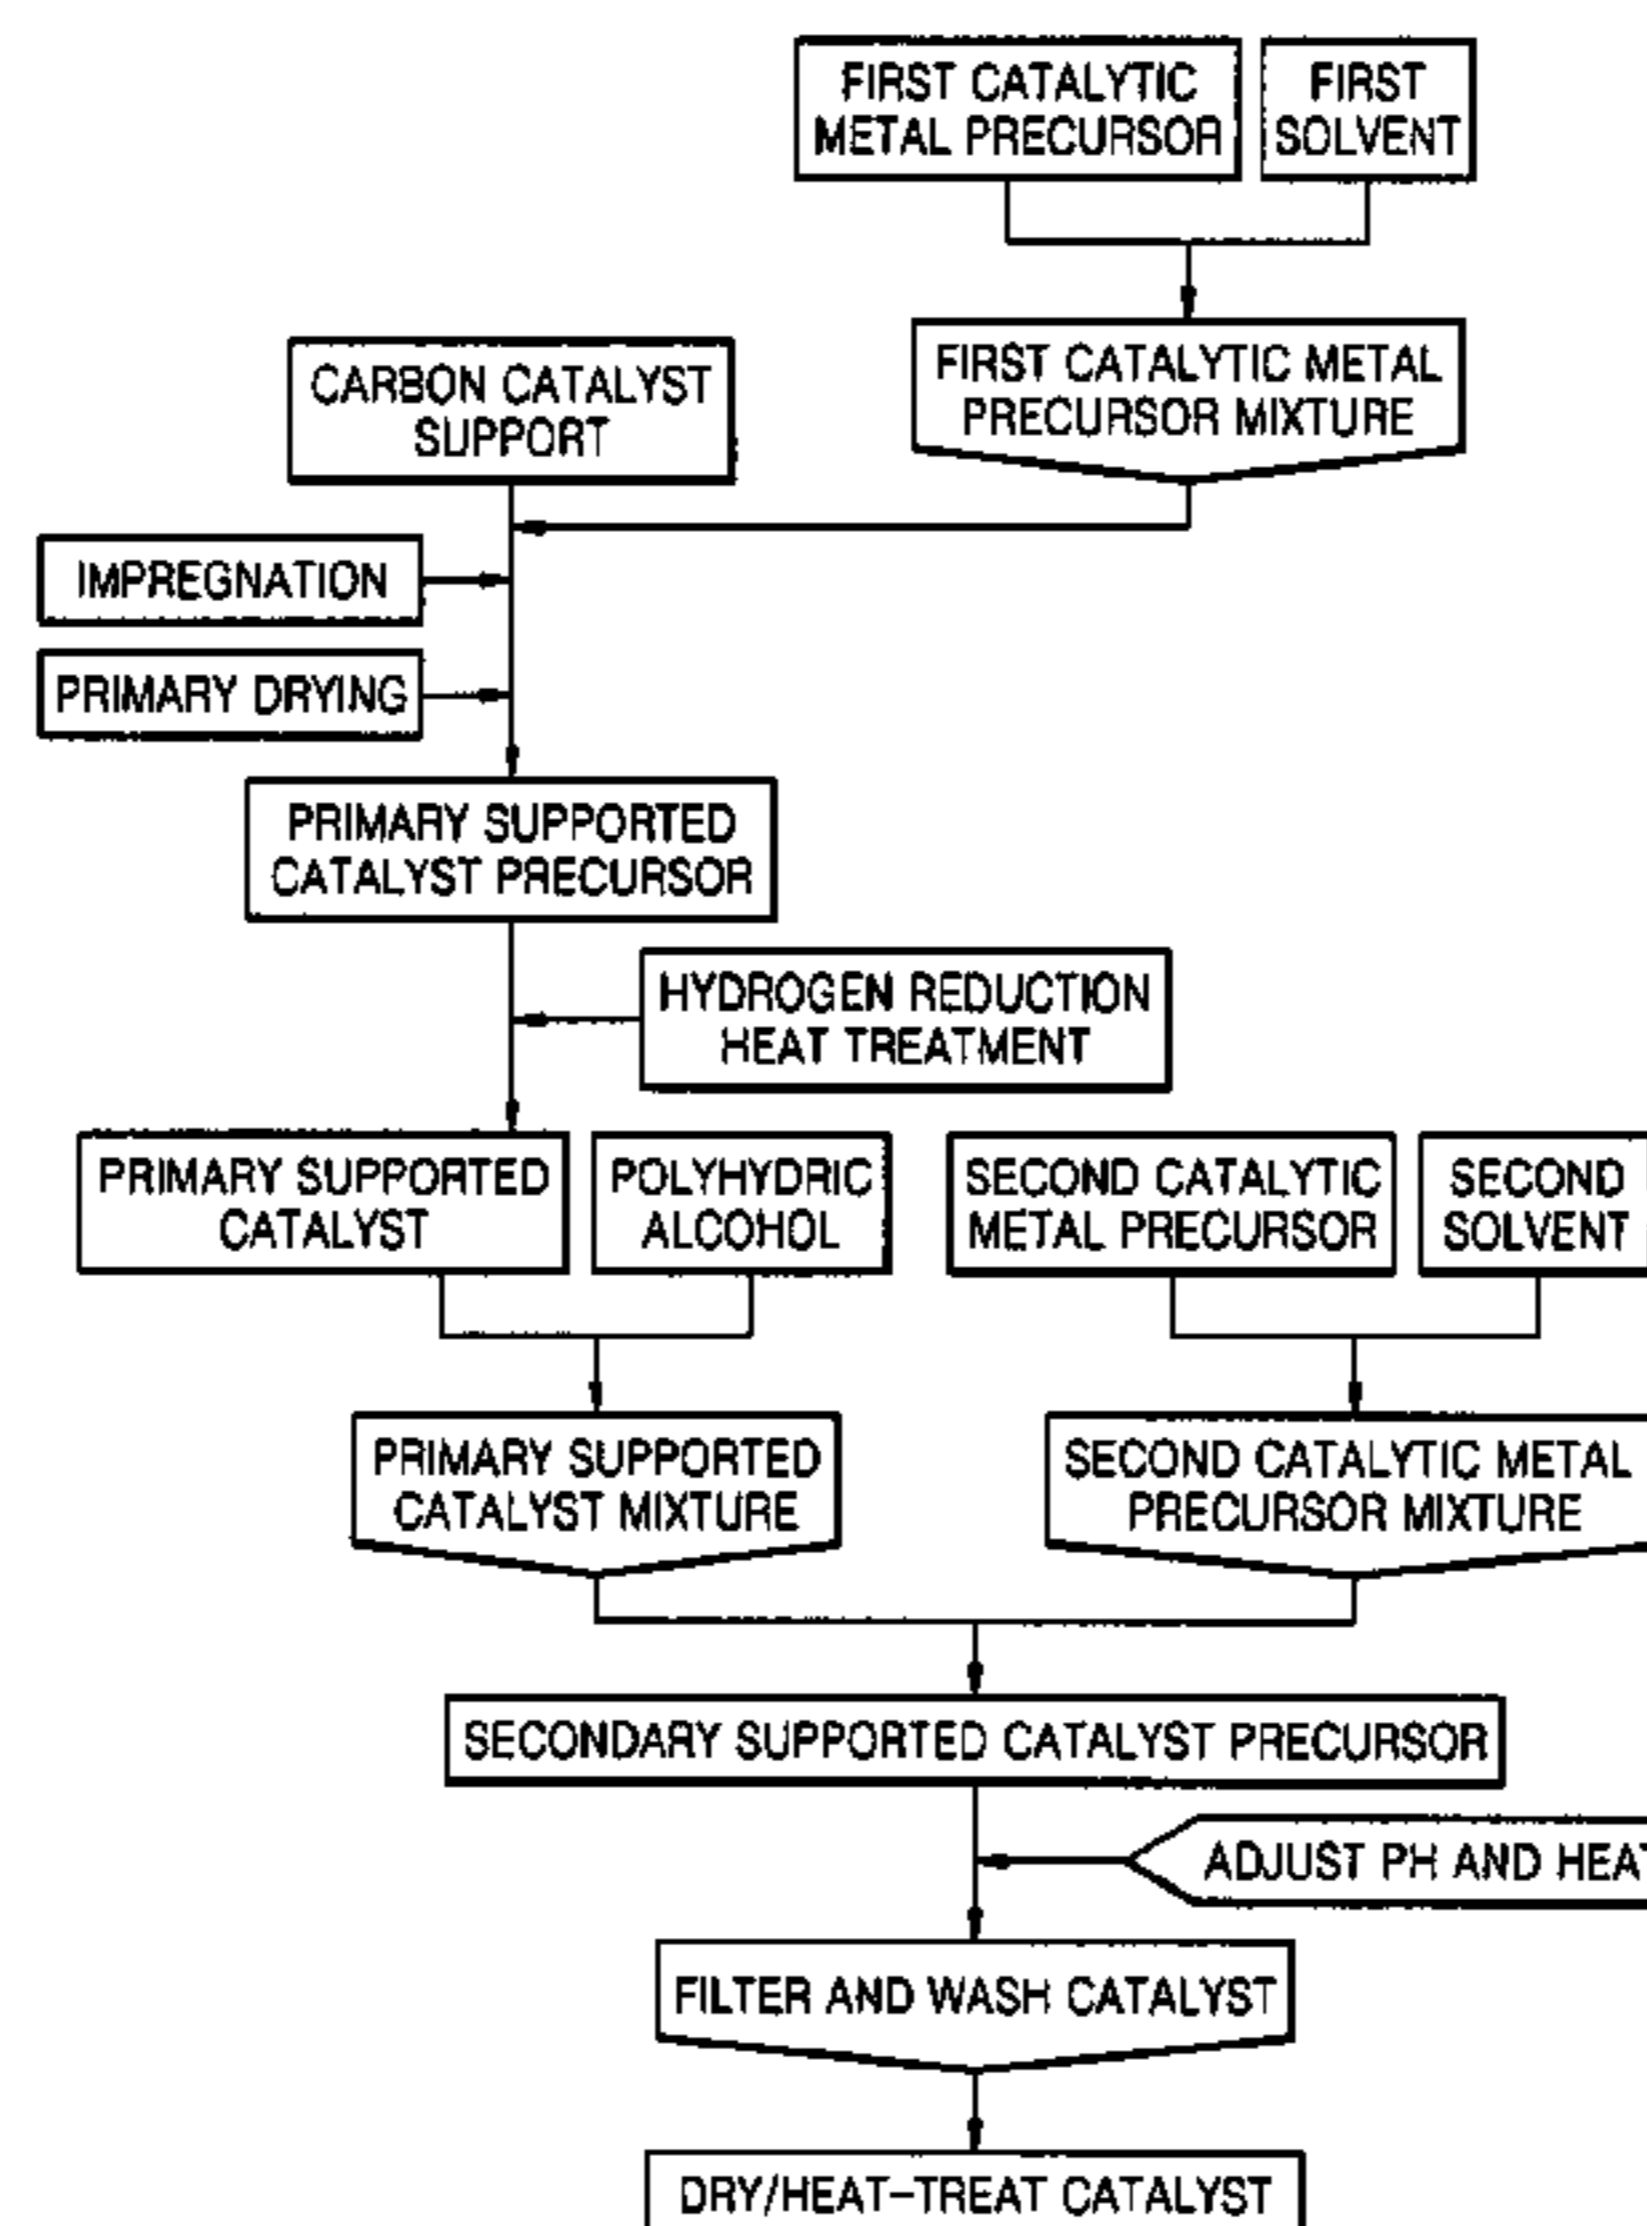 FIRST CATALYTIC
METAL PRECURSOR
FIRST
SOLVENT
FIRST CATALYTIC METAL
PRECURSOR MIXTURE
CARBON CATALYST
SUPPORT
IMPREGNATION
PRIMARY DRYING
PRIMARY SUPPORTED
CATALYST PRECURSOR
HYDROGEN REDUCTION
HEAT TREATMENT
PRIMARY SUPPORTED
CATALYST
POLYHYDRIC
ALCOHOL
SECOND CATALYTIC
METAL PRECURSOR
SECOND
SOLVENT
PRIMARY SUPPORTED
CATALYST MIXTURE
SECOND CATALYTIC METAL
PRECURSOR MIXTURE
SECONDARY SUPPORTED CATALYST PRECURSOR
ADJUST PH AND HEAT
FILTER AND WASH CATALYST
DRY/HEAT-TREAT CATALYST